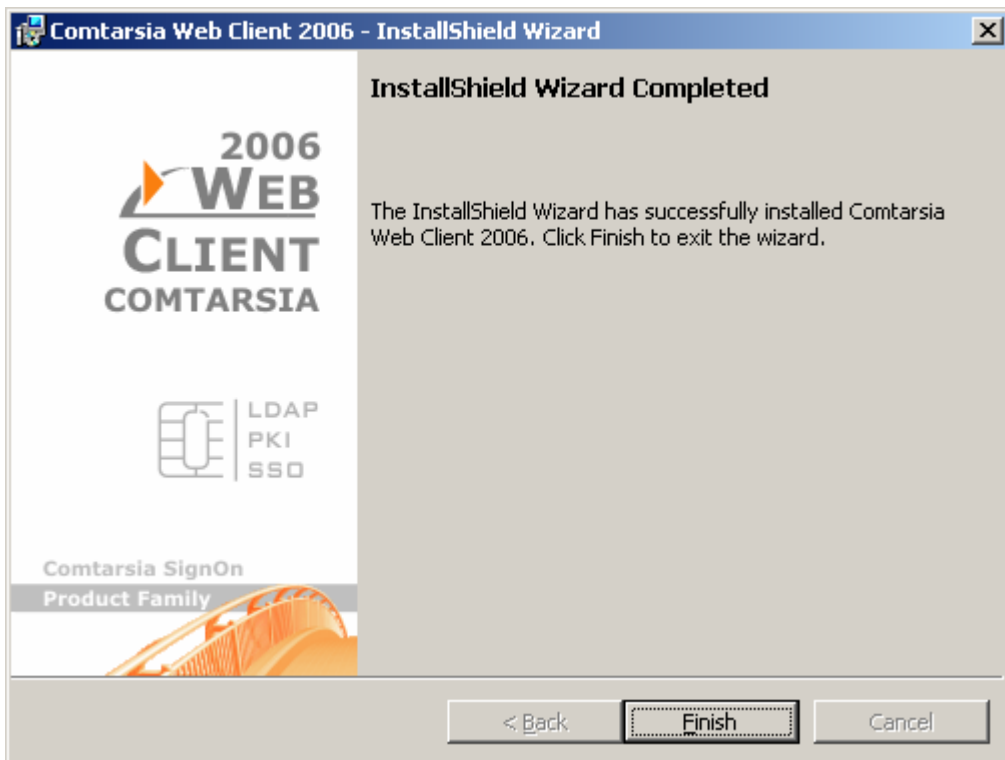 Comtarsia Web Client 2006 - InstallShield Wizard
InstallShield Wizard Completed
2006
WEB
CLIENT
COMTARSIA
The InstallShield Wizard has successfully installed Comtarsia
Web Client 2006. Click Finish to exit the wizard.
LDAP
PKI
SSO
Comtarsia SignOn
Product Family
< Back
Finish
Cancel